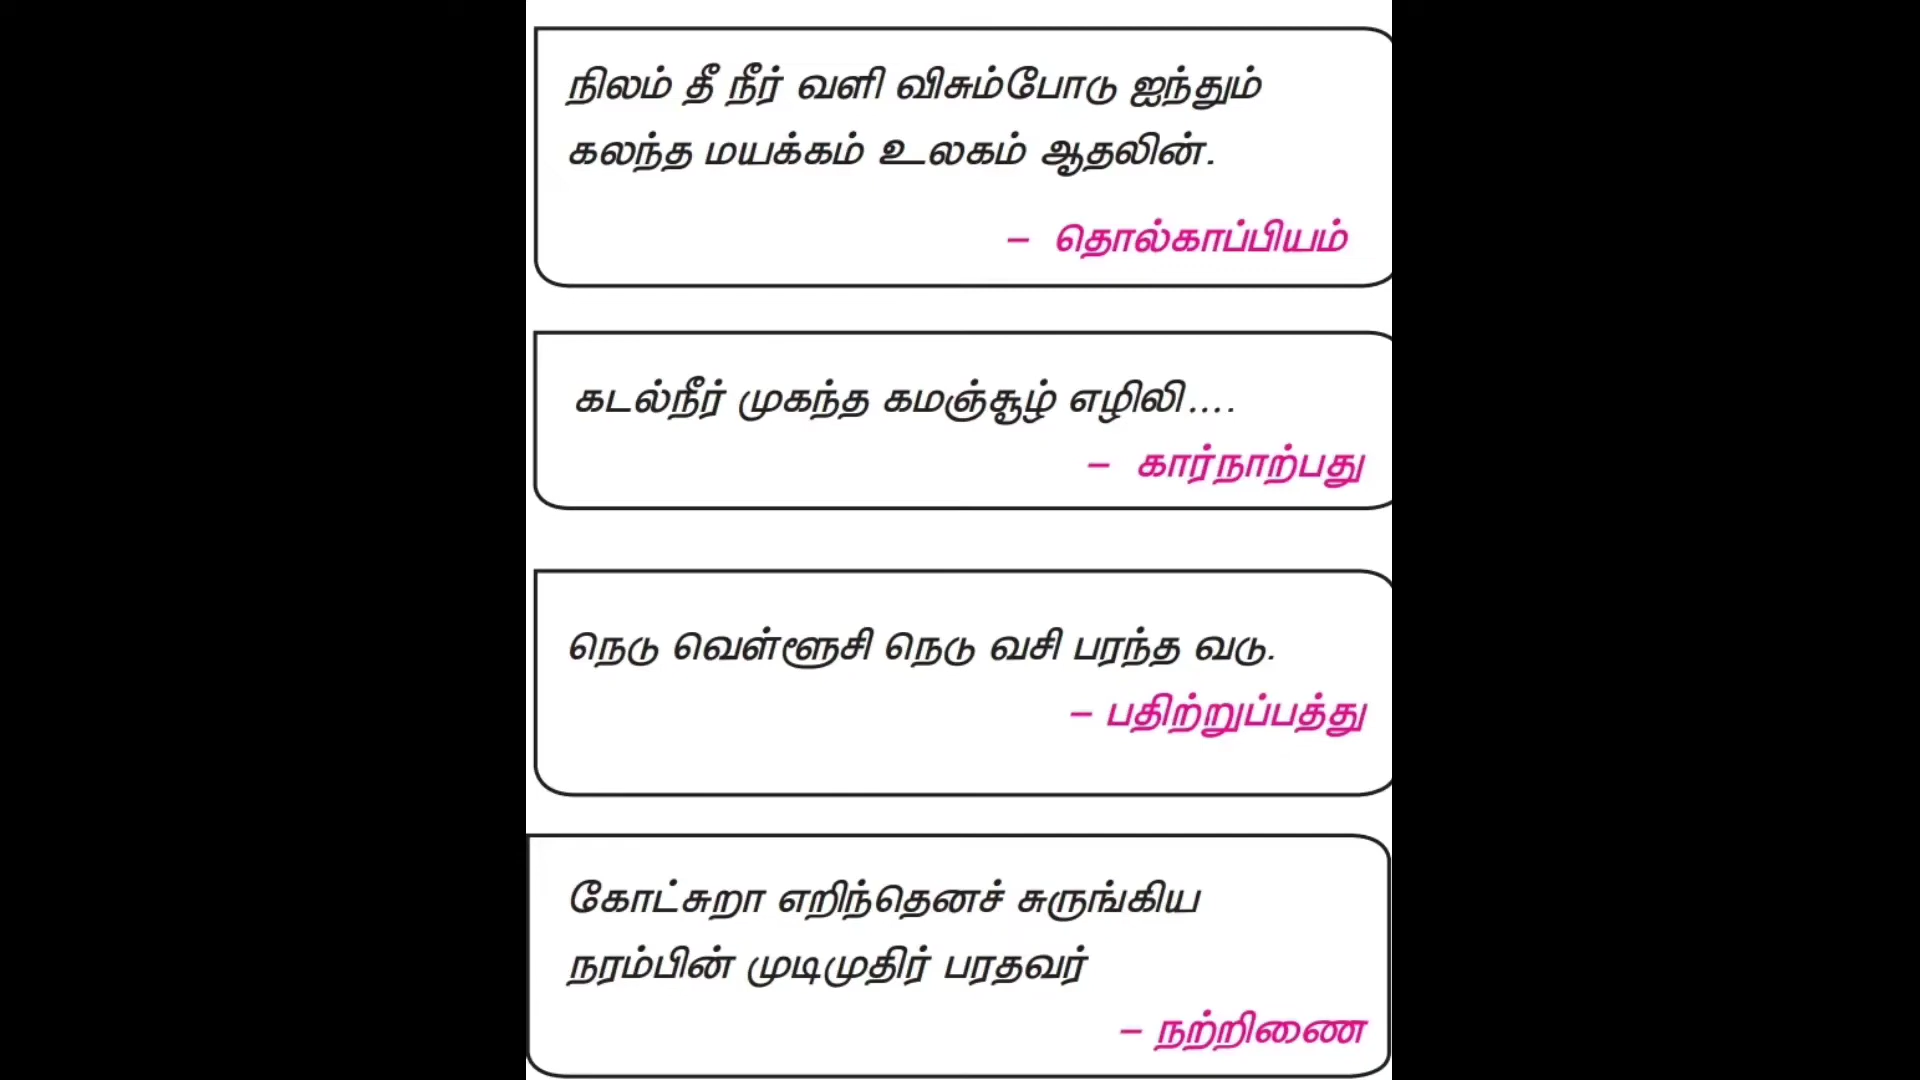 நிலம் தீ நீர் வளி விசும்போடு ஐந்தும்
கலந்த மயக்கம் உலகம் ஆதலின்.
– தொல்காப்பியம்
கடல்நீர் முகந்த கமஞ்சூழ் எழிலி....
– கார்நாற்பது
நெடு வெள்ளூசி நெடு வசி பரந்த வடு.
– பதிற்றுப்பத்து
கோட்சுறா எறிந்தெனச் சுருங்கிய
நரம்பின் முடிமுதிர் பரதவர்
– நற்றிணை